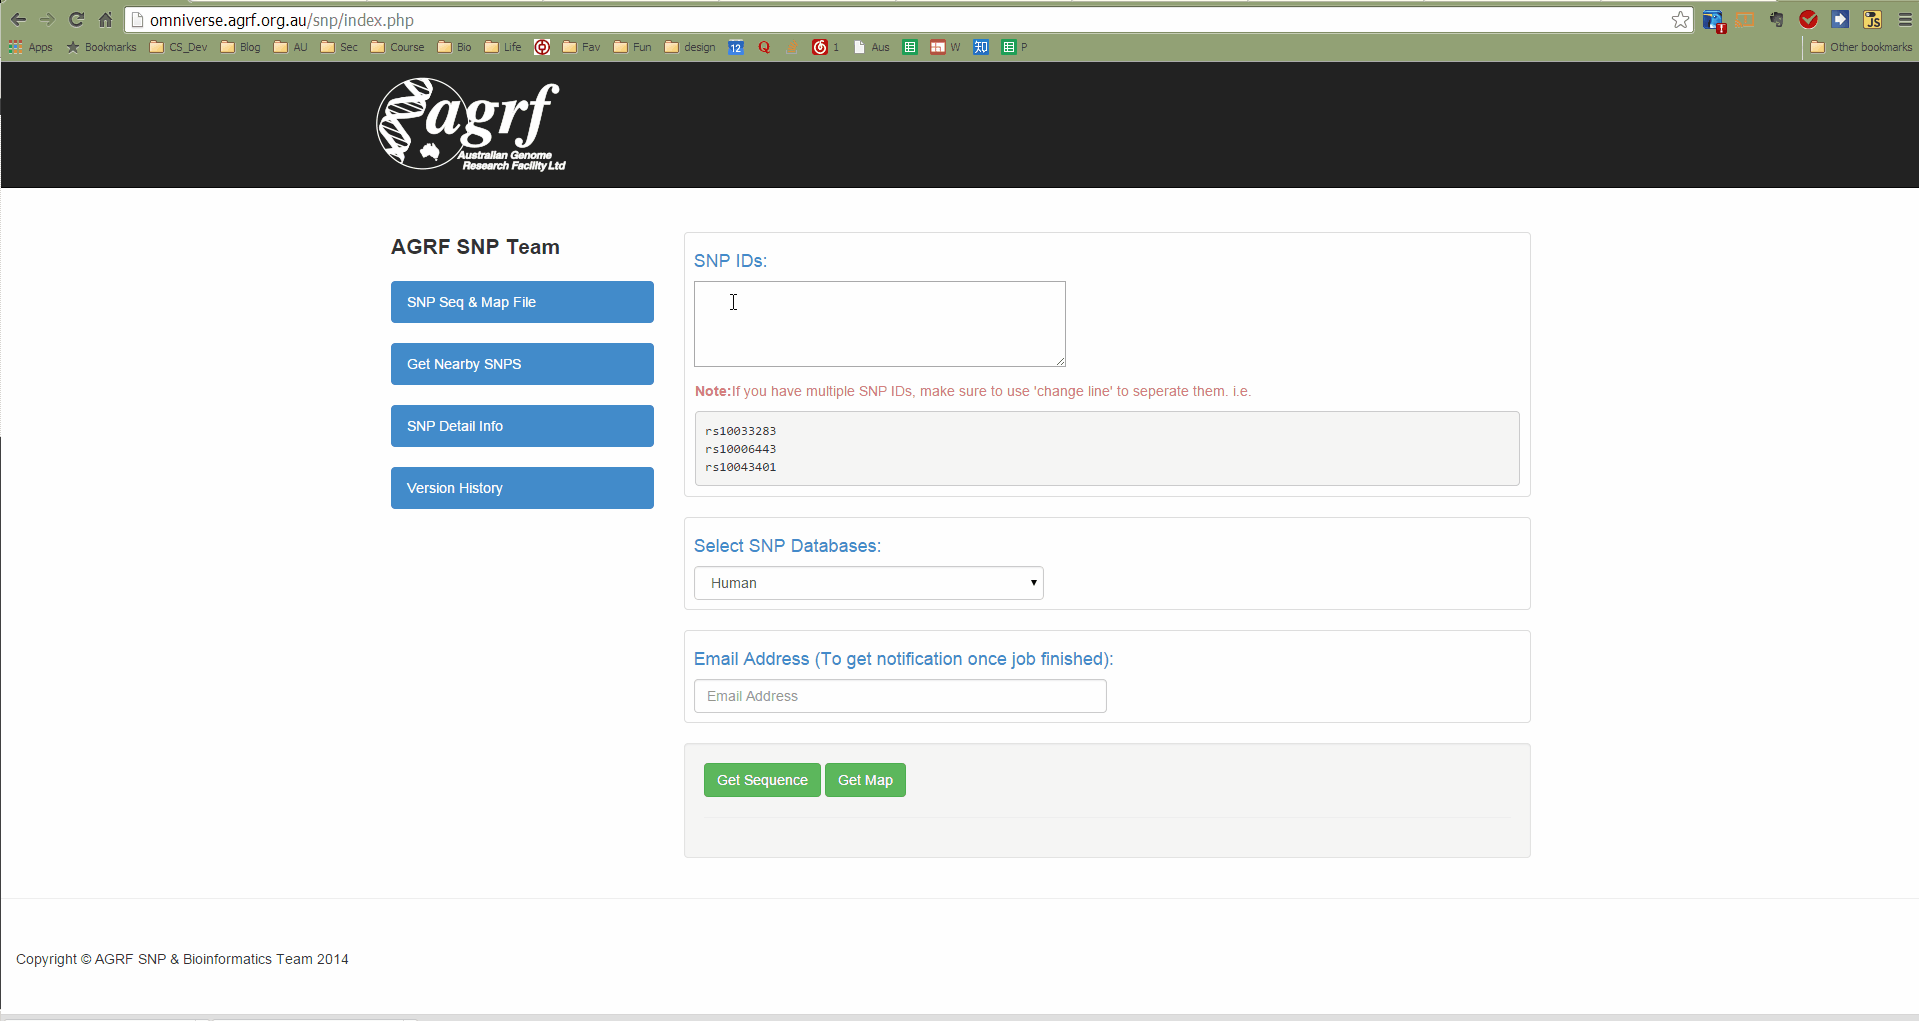 omniverse.agrf.org.au/snp/index.php
Apps Bookmarks CS_Dev Blog AU Sec Course Bio Life Fav Fun design 12 Q 1 Aus W 知 P Other bookmarks
agrf
Australian Genome
Research Facility Ltd
AGRF SNP Team
SNP Seq & Map File
Get Nearby SNPS
SNP Detail Info
Version History
SNP IDs:
Note:If you have multiple SNP IDs, make sure to use 'change line' to seperate them. i.e.
rs10033283
rs10006443
rs10043401
Select SNP Databases:
Human
Email Address (To get notification once job finished):
Email Address
Get Sequence Get Map
Copyright © AGRF SNP & Bioinformatics Team 2014